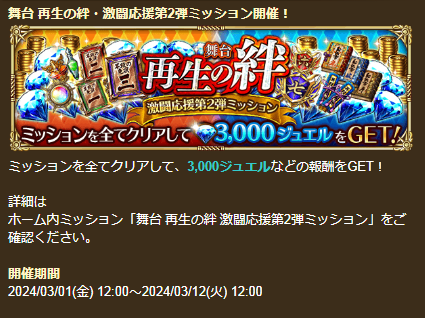 舞台 再生の絆・激闘応援第2弾ミッション開催！
舞台
再生の絆
激闘応援第2弾ミッション
ミッションを全てクリアして3,000ジュエルをGET!
ミッションを全てクリアして、3,000ジュエルなどの報酬をGET！
詳細は
ホーム内ミッション「舞台 再生の絆 激闘応援第2弾ミッション」をご
確認ください。
開催期間
2024/03/01(金) 12:00～2024/03/12(火) 12:00